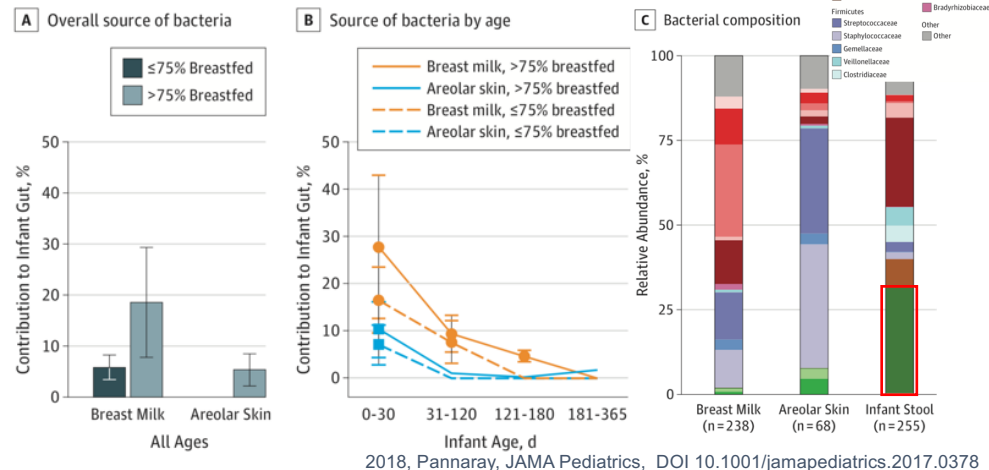 A Overall source of bacteria
≤75% Breastfed
>75% Breastfed
Contribution to Infant Gut, %
50
40
30
20
10
0
Breast Milk
Areolar Skin
All Ages
B Source of bacteria by age
Breast milk, >75% breastfed
Areolar skin, >75% breastfed
Breast milk, ≤75% breastfed
Areolar skin, ≤75% breastfed
Contribution to Infant Gut, %
50
40
30
20
10
0
0-30
31-120
121-180
181-365
Infant Age, d
C Bacterial composition
Firmicutes
Streptococcaceae
Staphylococcaceae
Gemellaceae
Veillonellaceae
Clostridiaceae
Bradyrhizobiaceae
Other
Other
Relative Abundance, %
100
75
50
25
0
Breast Milk
(n=238)
Areolar Skin
(n=68)
Infant Stool
(n=255)
2018, Pannaray, JAMA Pediatrics, DOI 10.1001/jamapediatrics.2017.0378